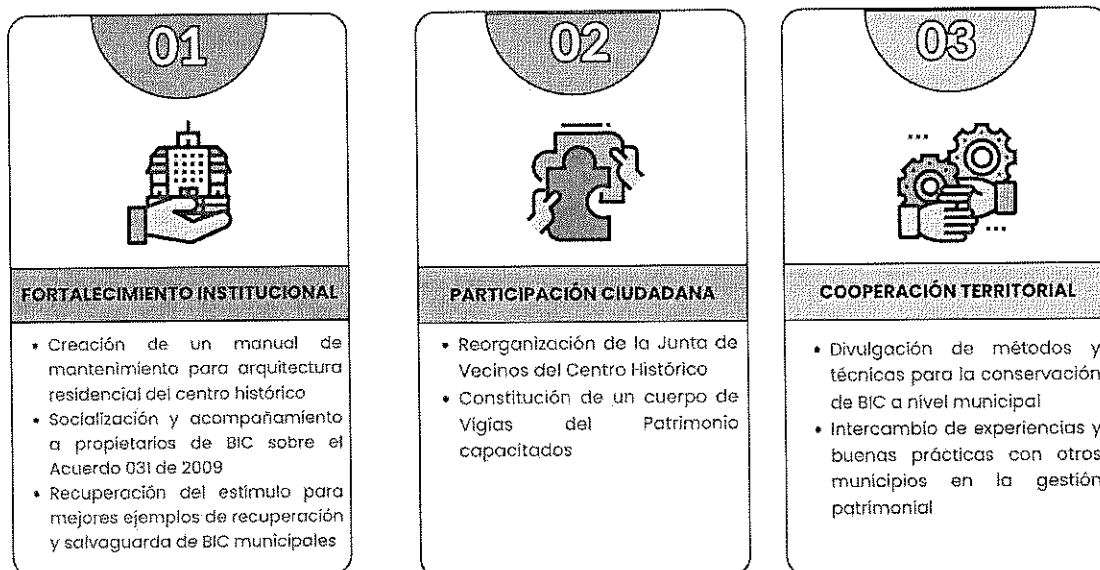 01
FORTALECIMIENTO INSTITUCIONAL
• Creación de un manual de
mantenimiento para arquitectura
residencial del centro histórico
• Socialización y acompañamiento
a propietarios de BIC sobre el
Acuerdo 031 de 2009
• Recuperación del estímulo para
mejores ejemplos de recuperación
y salvaguarda de BIC municipales
02
PARTICIPACIÓN CIUDADANA
• Reorganización de la Junta de
Vecinos del Centro Histórico
• Constitución de un cuerpo de
Vigías del Patrimonio
capacitados
03
COOPERACIÓN TERRITORIAL
• Divulgación de métodos y
técnicas para la conservación
de BIC a nivel municipal
• Intercambio de experiencias y
buenas prácticas con otros
municipios en la gestión
patrimonial